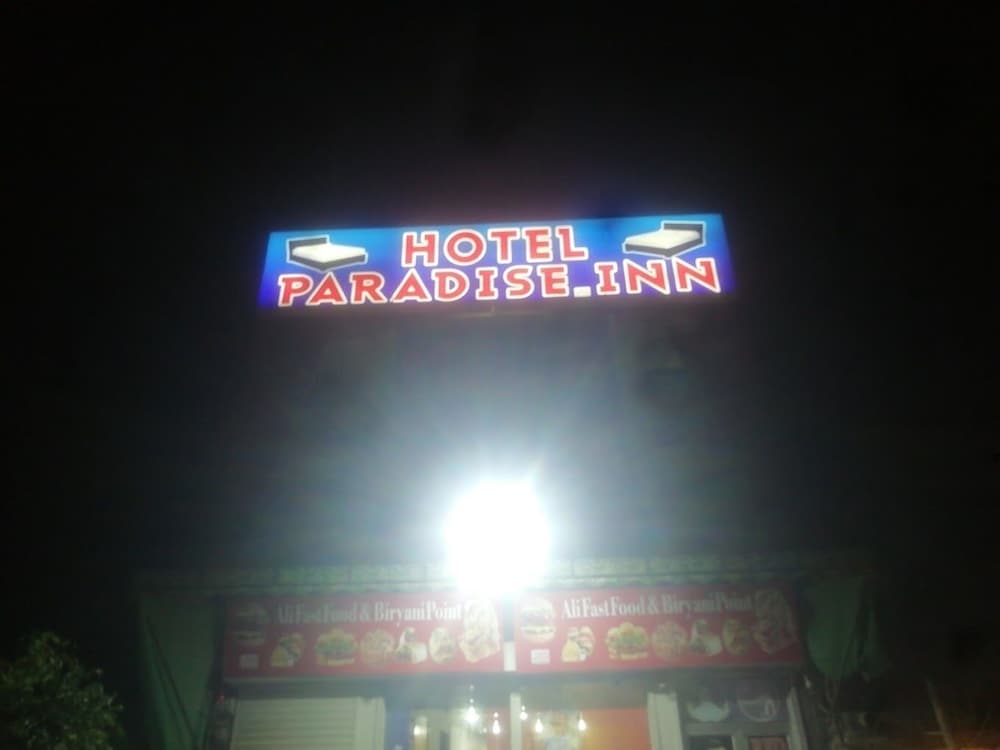 HOTEL
PARADISE.INN
Ali Fast Food & Biryani Point
Ali Fast Food & Biryani Point